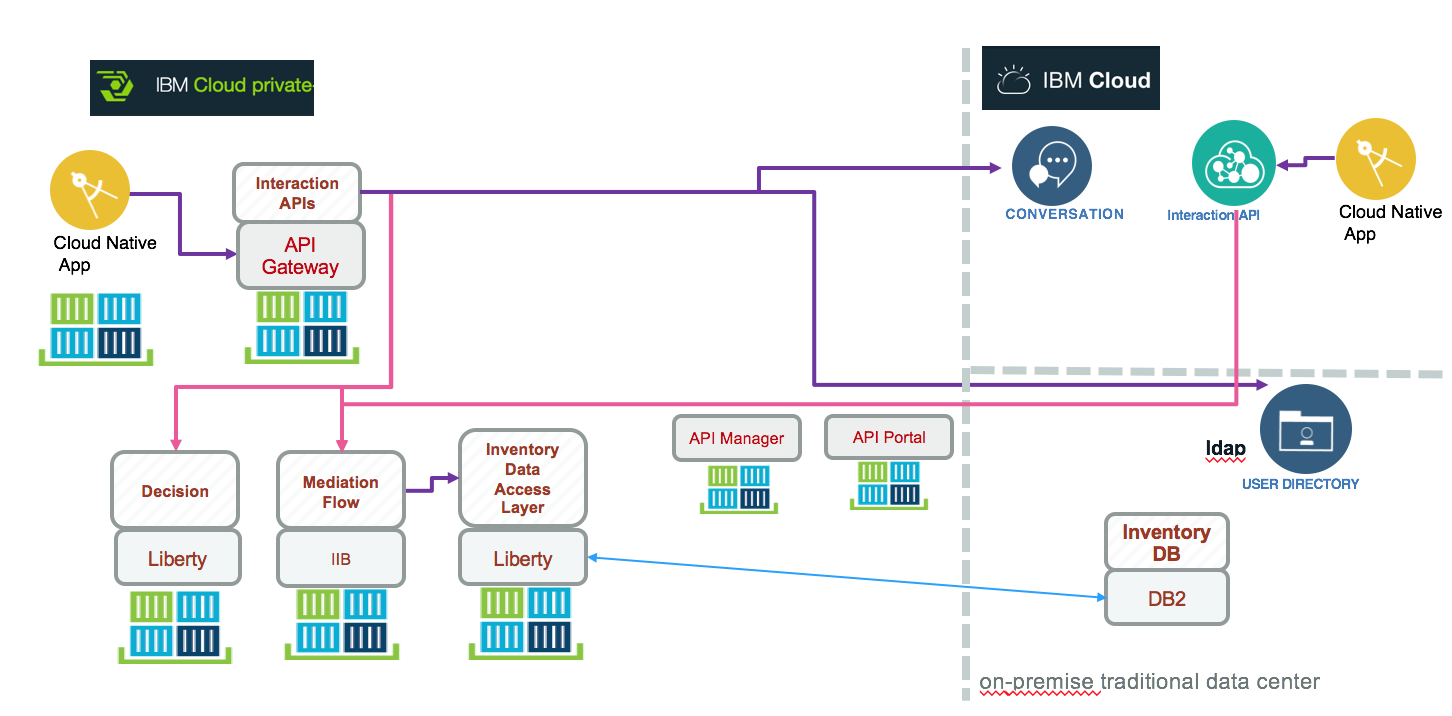 IBM Cloud private
IBM Cloud
Cloud Native
App
Interaction
APIs
API
Gateway
CONVERSATION
Interaction API
Cloud Native
App
Decision
Liberty
Mediation
Flow
IIB
Inventory
Data
Access
Layer
Liberty
API Manager
API Portal
ldap
USER DIRECTORY
Inventory
DB
DB2
on-premise traditional data center